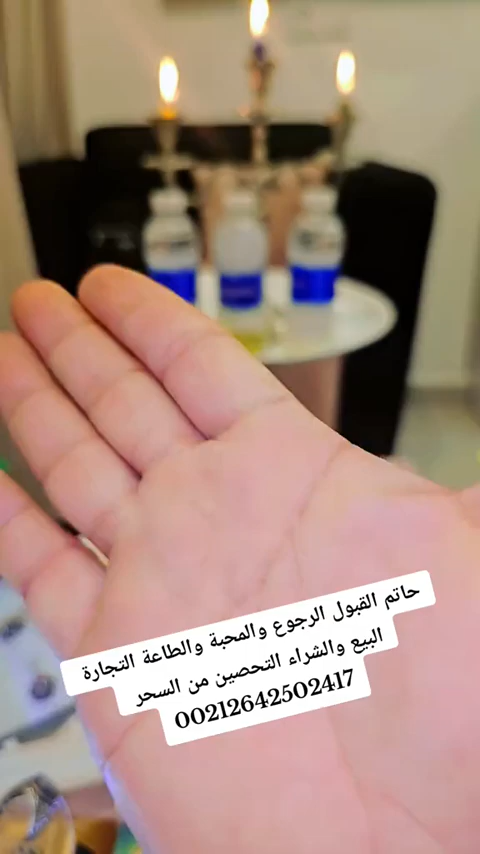 حاتم القبول الرجوع والمحبة والطاعة التجارة
البيع والشراء التحصين من السحر
00212642502417